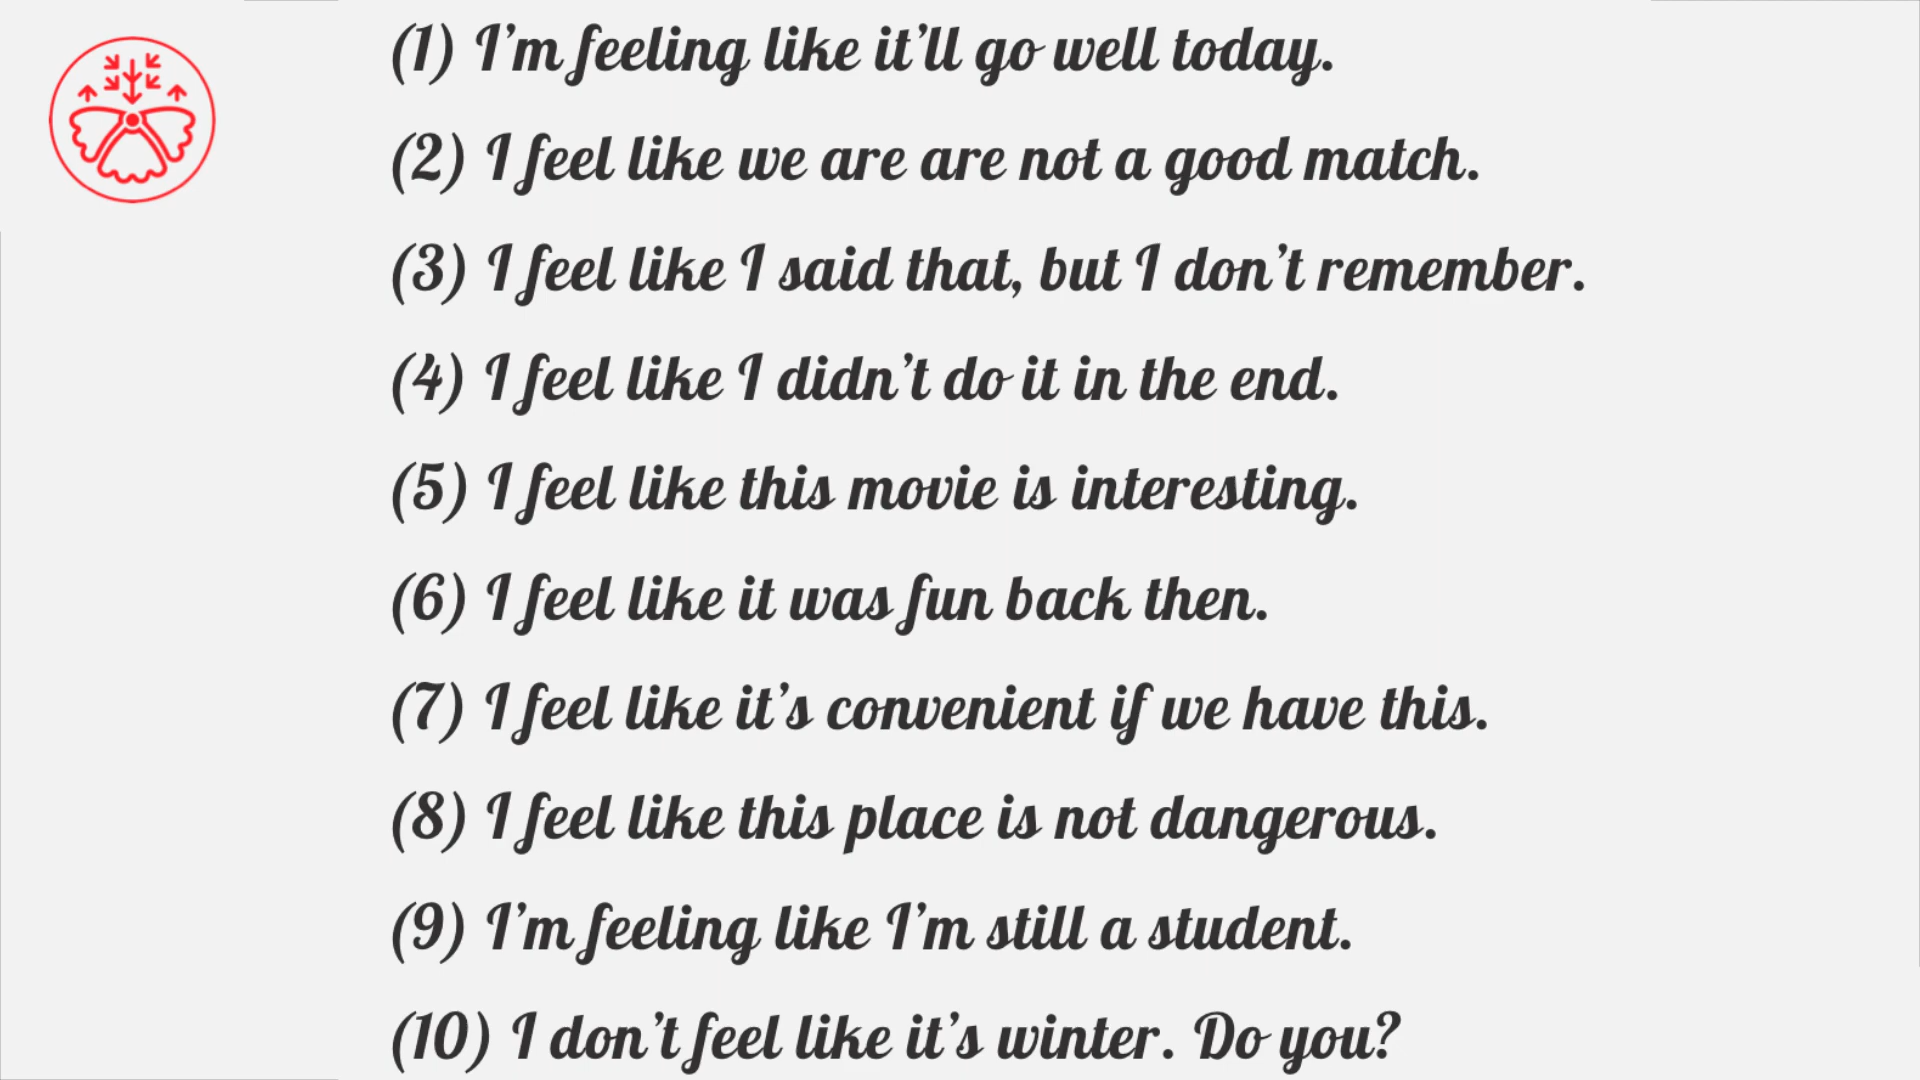 (1) I’m feeling like it’ll go well today.
(2) I feel like we are are not a good match.
(3) I feel like I said that, but I don’t remember.
(4) I feel like I didn’t do it in the end.
(5) I feel like this movie is interesting.
(6) I feel like it was fun back then.
(7) I feel like it’s convenient if we have this.
(8) I feel like this place is not dangerous.
(9) I’m feeling like I’m still a student.
(10) I don’t feel like it’s winter. Do you?